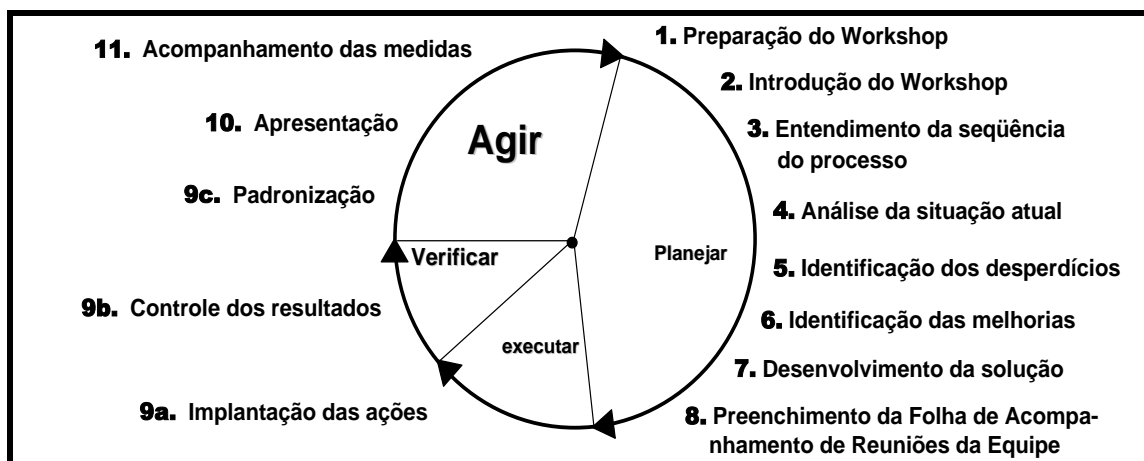 1. Preparação do Workshop
2. Introdução do Workshop
3. Entendimento da seqüência
do processo
4. Análise da situação atual
5. Identificação dos desperdícios
6. Identificação das melhorias
7. Desenvolvimento da solução
8. Preenchimento da Folha de Acompa-
nhamento de Reuniões da Equipe
9a. Implantação das ações
9b. Controle dos resultados
9c. Padronização
10. Apresentação
11. Acompanhamento das medidas
Planejar
executar
Verificar
Agir